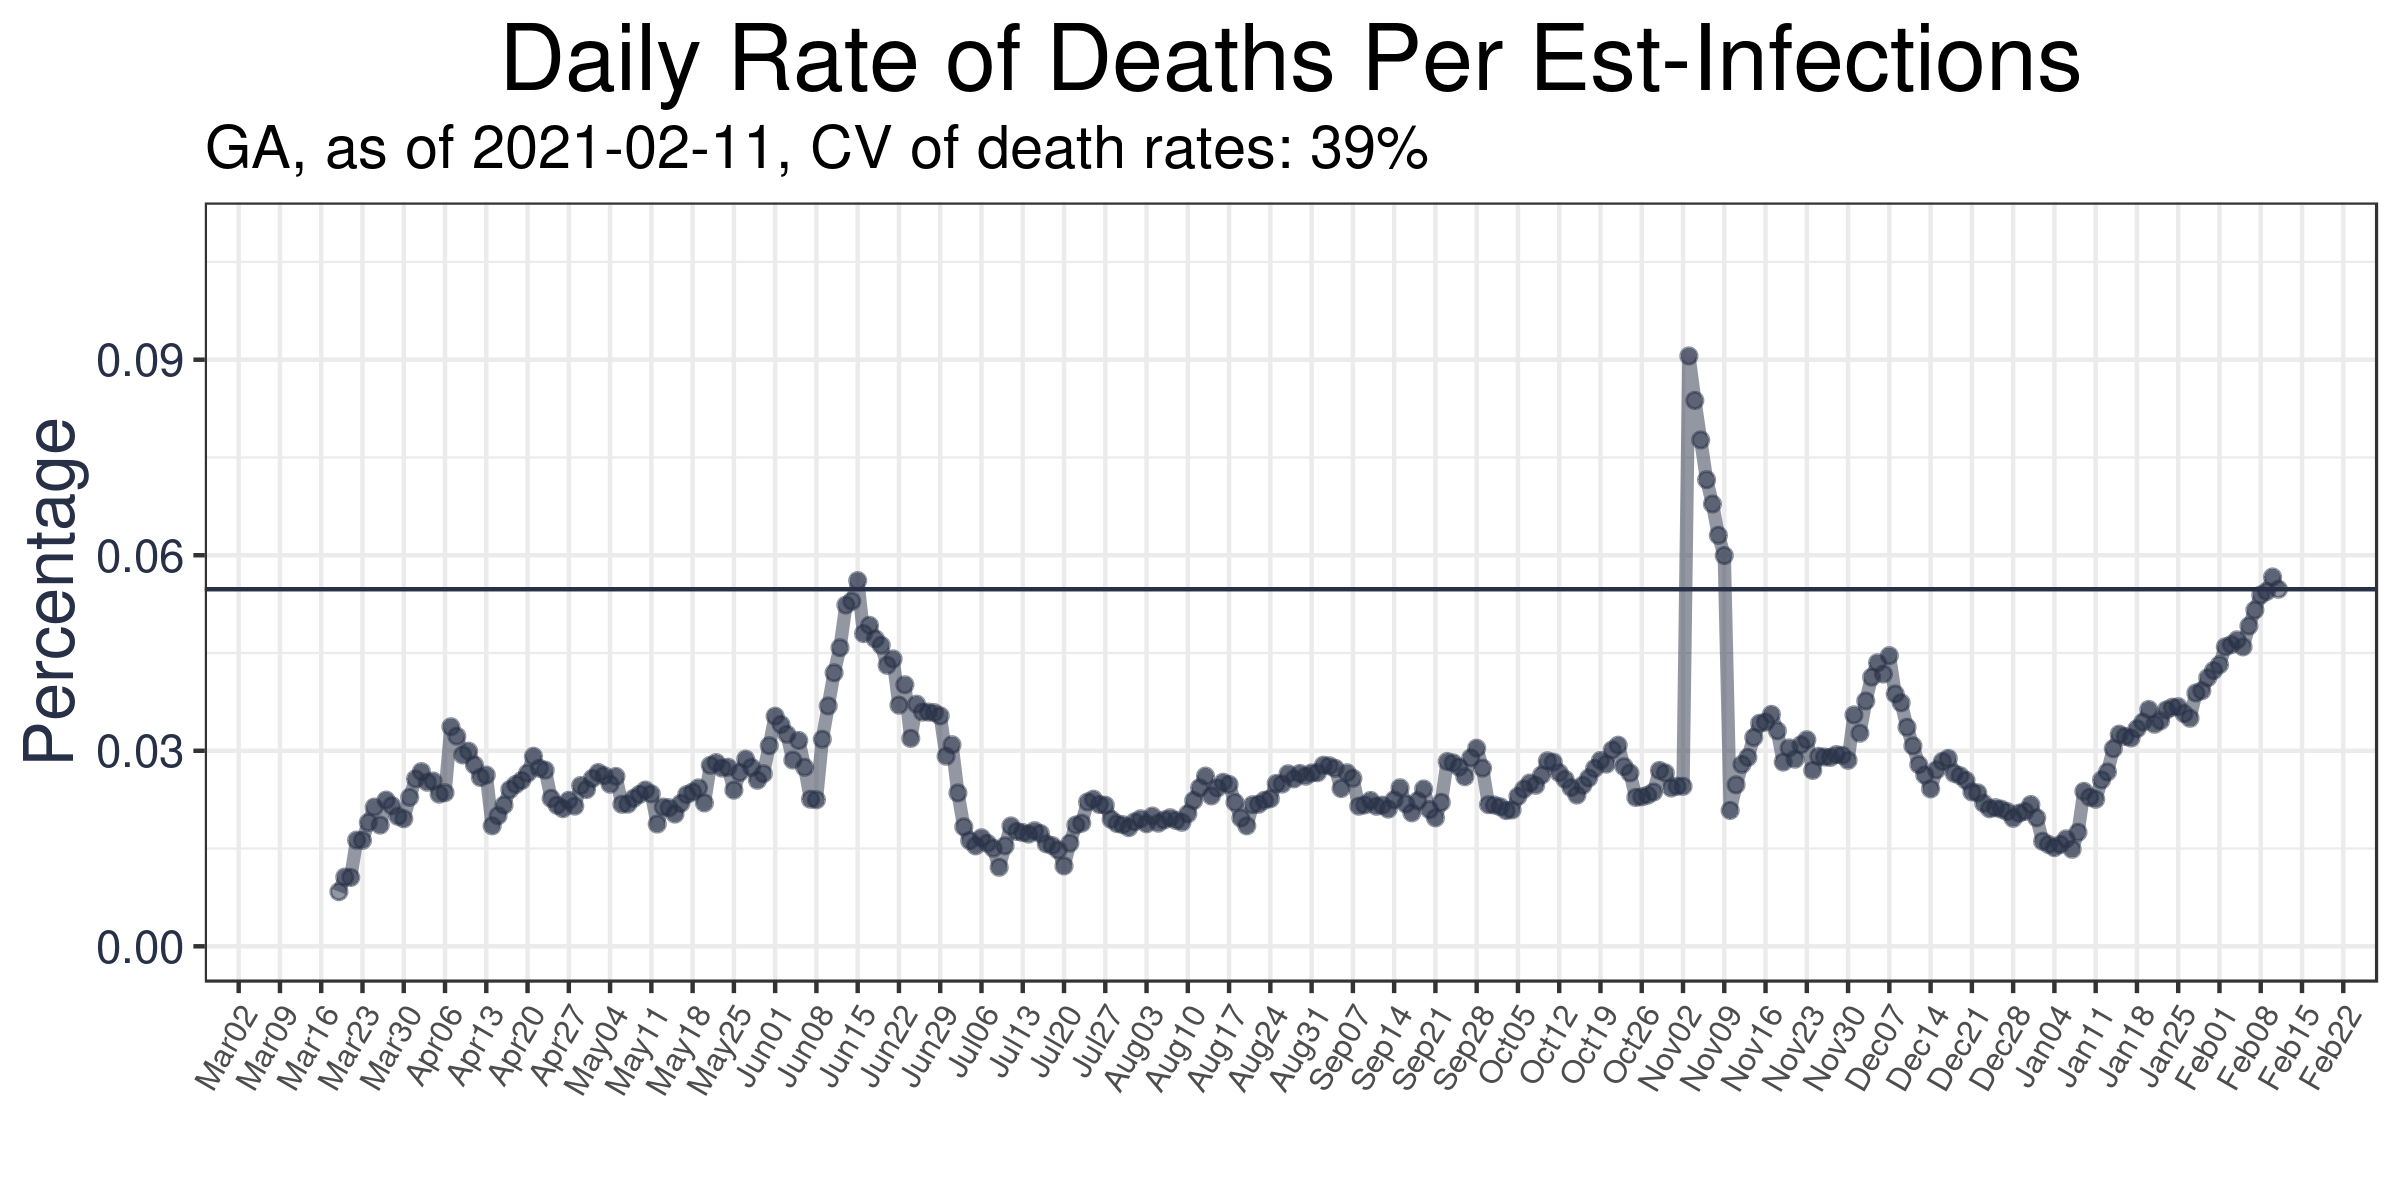 Daily Rate of Deaths Per Est-Infections
GA, as of 2021-02-11, CV of death rates: 39%
Percentage
0.09
0.06
0.03
0.00
Mar02
Mar09
Mar16
Mar23
Mar30
Apr06
Apr13
Apr20
Apr27
May04
May11
May18
May25
Jun01
Jun08
Jun15
Jun22
Jun29
Jul06
Jul13
Jul20
Jul27
Aug03
Aug10
Aug17
Aug24
Aug31
Sep07
Sep14
Sep21
Sep28
Oct05
Oct12
Oct19
Oct26
Nov02
Nov09
Nov16
Nov23
Nov30
Dec07
Dec14
Dec21
Dec28
Jan04
Jan11
Jan18
Jan25
Feb01
Feb08
Feb15
Feb22